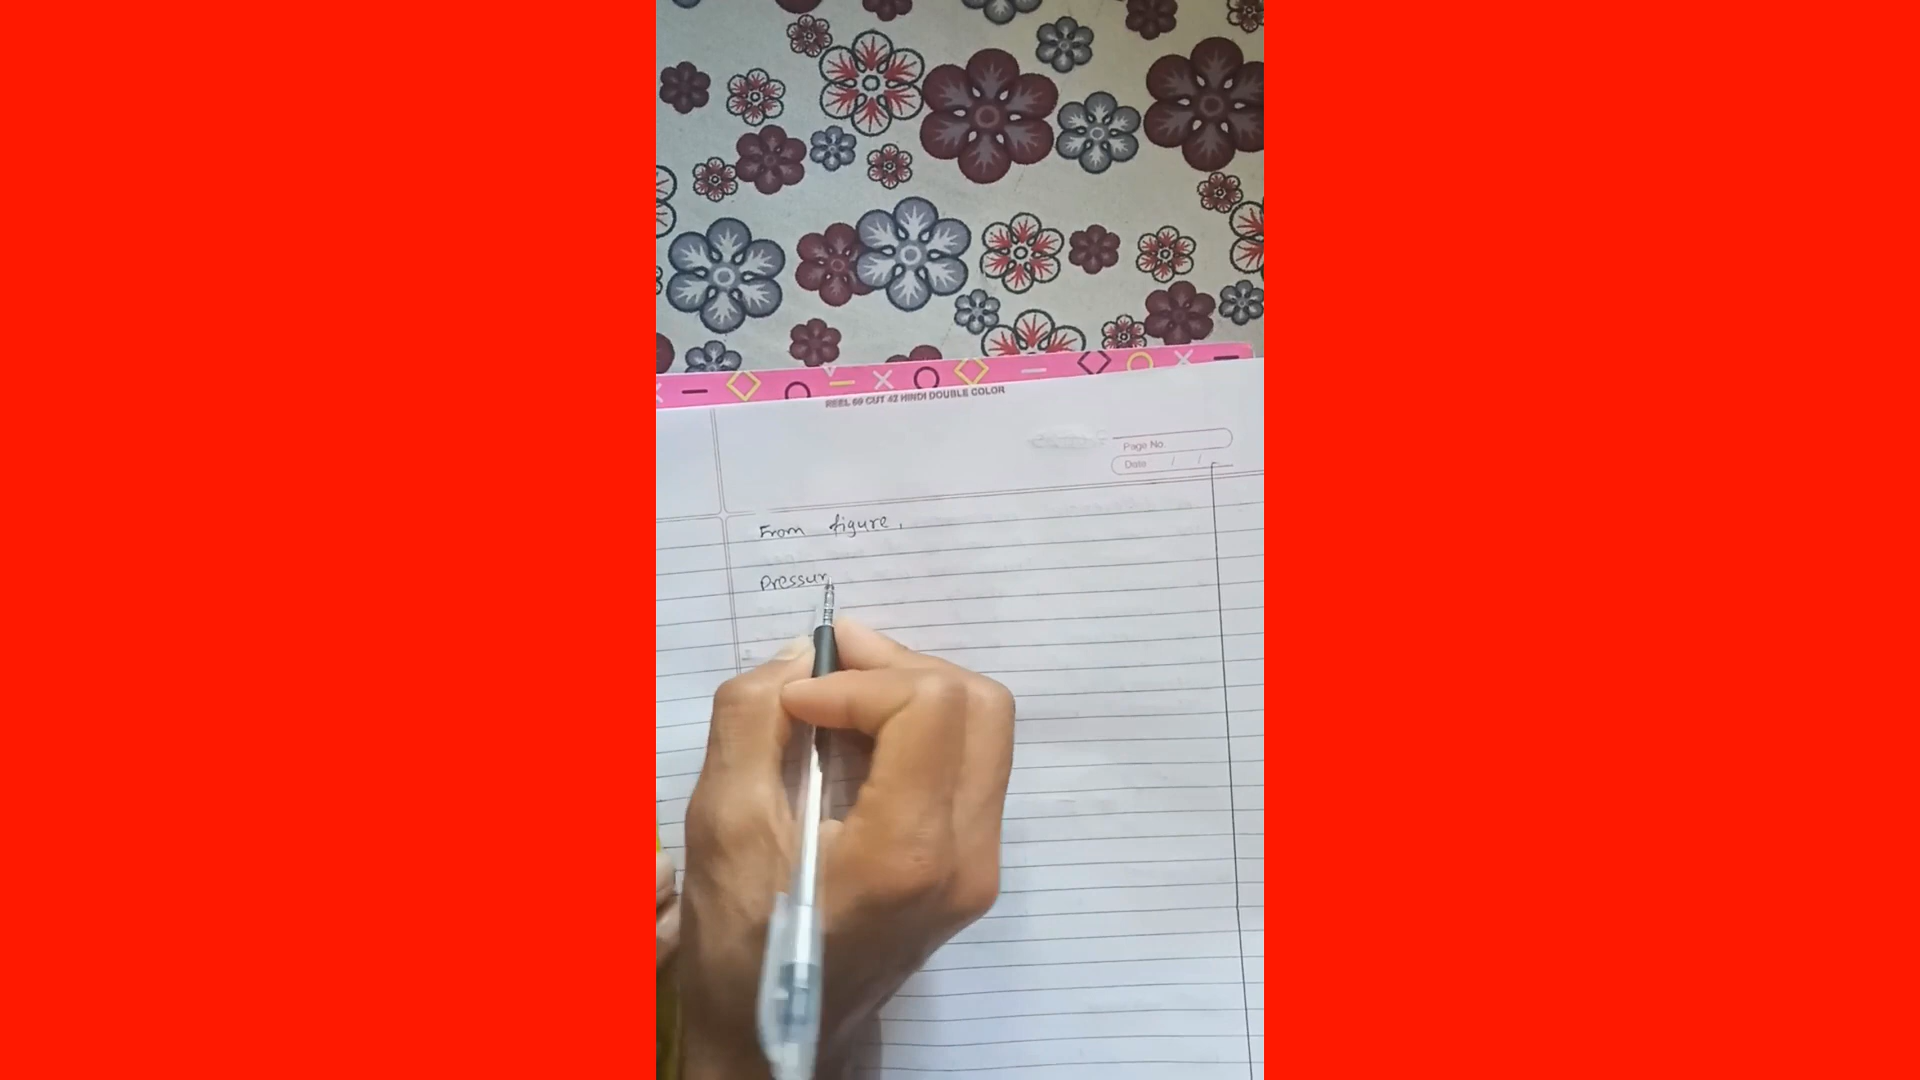 REEL 60 CUT 42 HINDI DOUBLE COLOR
Page No.
Date / /
From figure,
Pressur